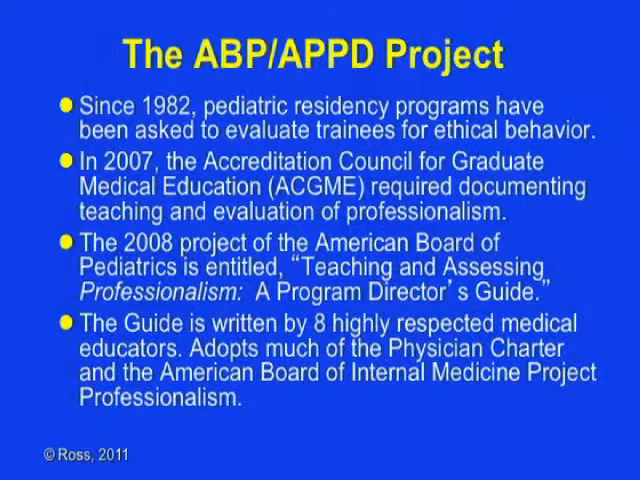 The ABP/APPD Project
Since 1982, pediatric residency programs have
been asked to evaluate trainees for ethical behavior.
In 2007, the Accreditation Council for Graduate
Medical Education (ACGME) required documenting
teaching and evaluation of professionalism.
The 2008 project of the American Board of
Pediatrics is entitled, “Teaching and Assessing
Professionalism: A Program Director’s Guide.”
The Guide is written by 8 highly respected medical
educators. Adopts much of the Physician Charter
and the American Board of Internal Medicine Project
Professionalism.
© Ross, 2011